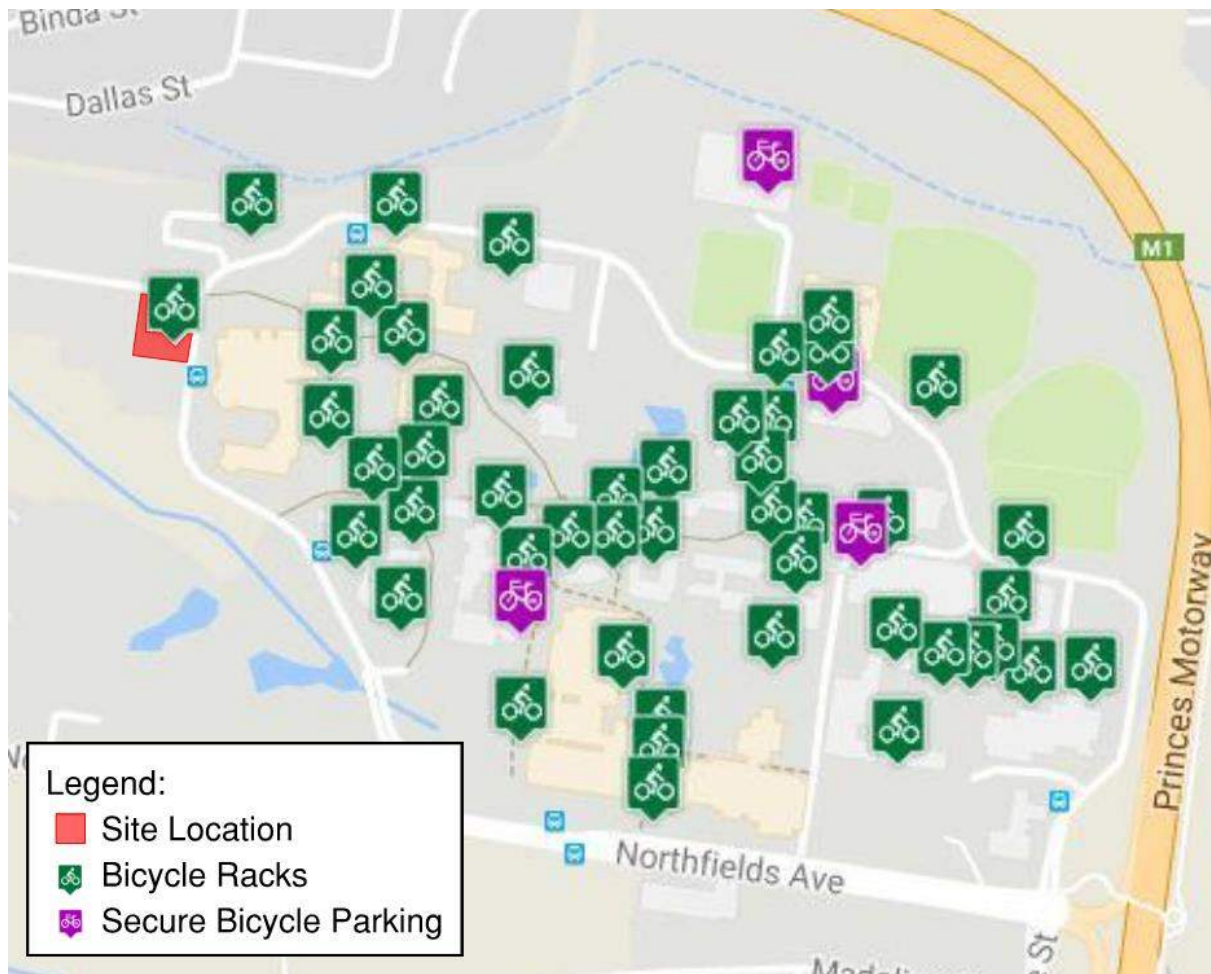 Binda St
Dallas St
M1
Princes Motorway
Northfields Ave
St
Legend:
Site Location
Bicycle Racks
Secure Bicycle Parking